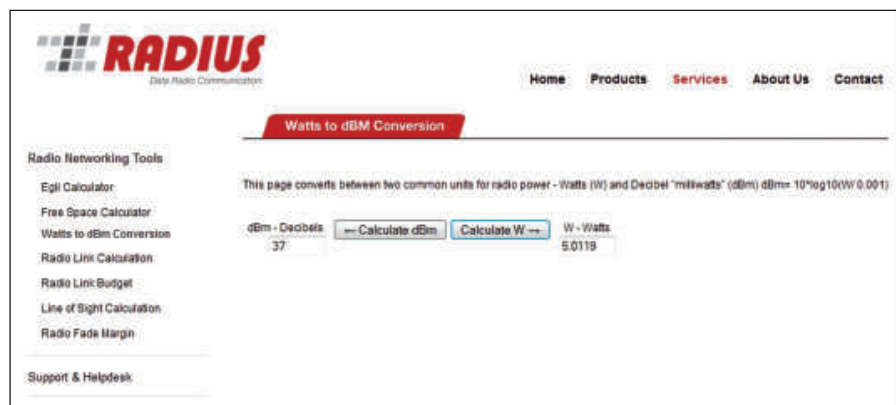 RADIUS
Data Radio Communication
Home Products Services About Us Contact
Watts to dBM Conversion
Radio Networking Tools
Egli Calculator
Free Space Calculator
Watts to dBm Conversion
Radio Link Calculation
Radio Link Budget
Line of Sight Calculation
Radio Fade Margin
Support & Helpdesk
This page converts between two common units for radio power - Watts (W) and Decibel "milliwatts" (dBm) dBm= 10*log10(W/ 0.001)
dBm - Decibels ←Calculate dBm Calculate W → W - Watts
37 5.0119